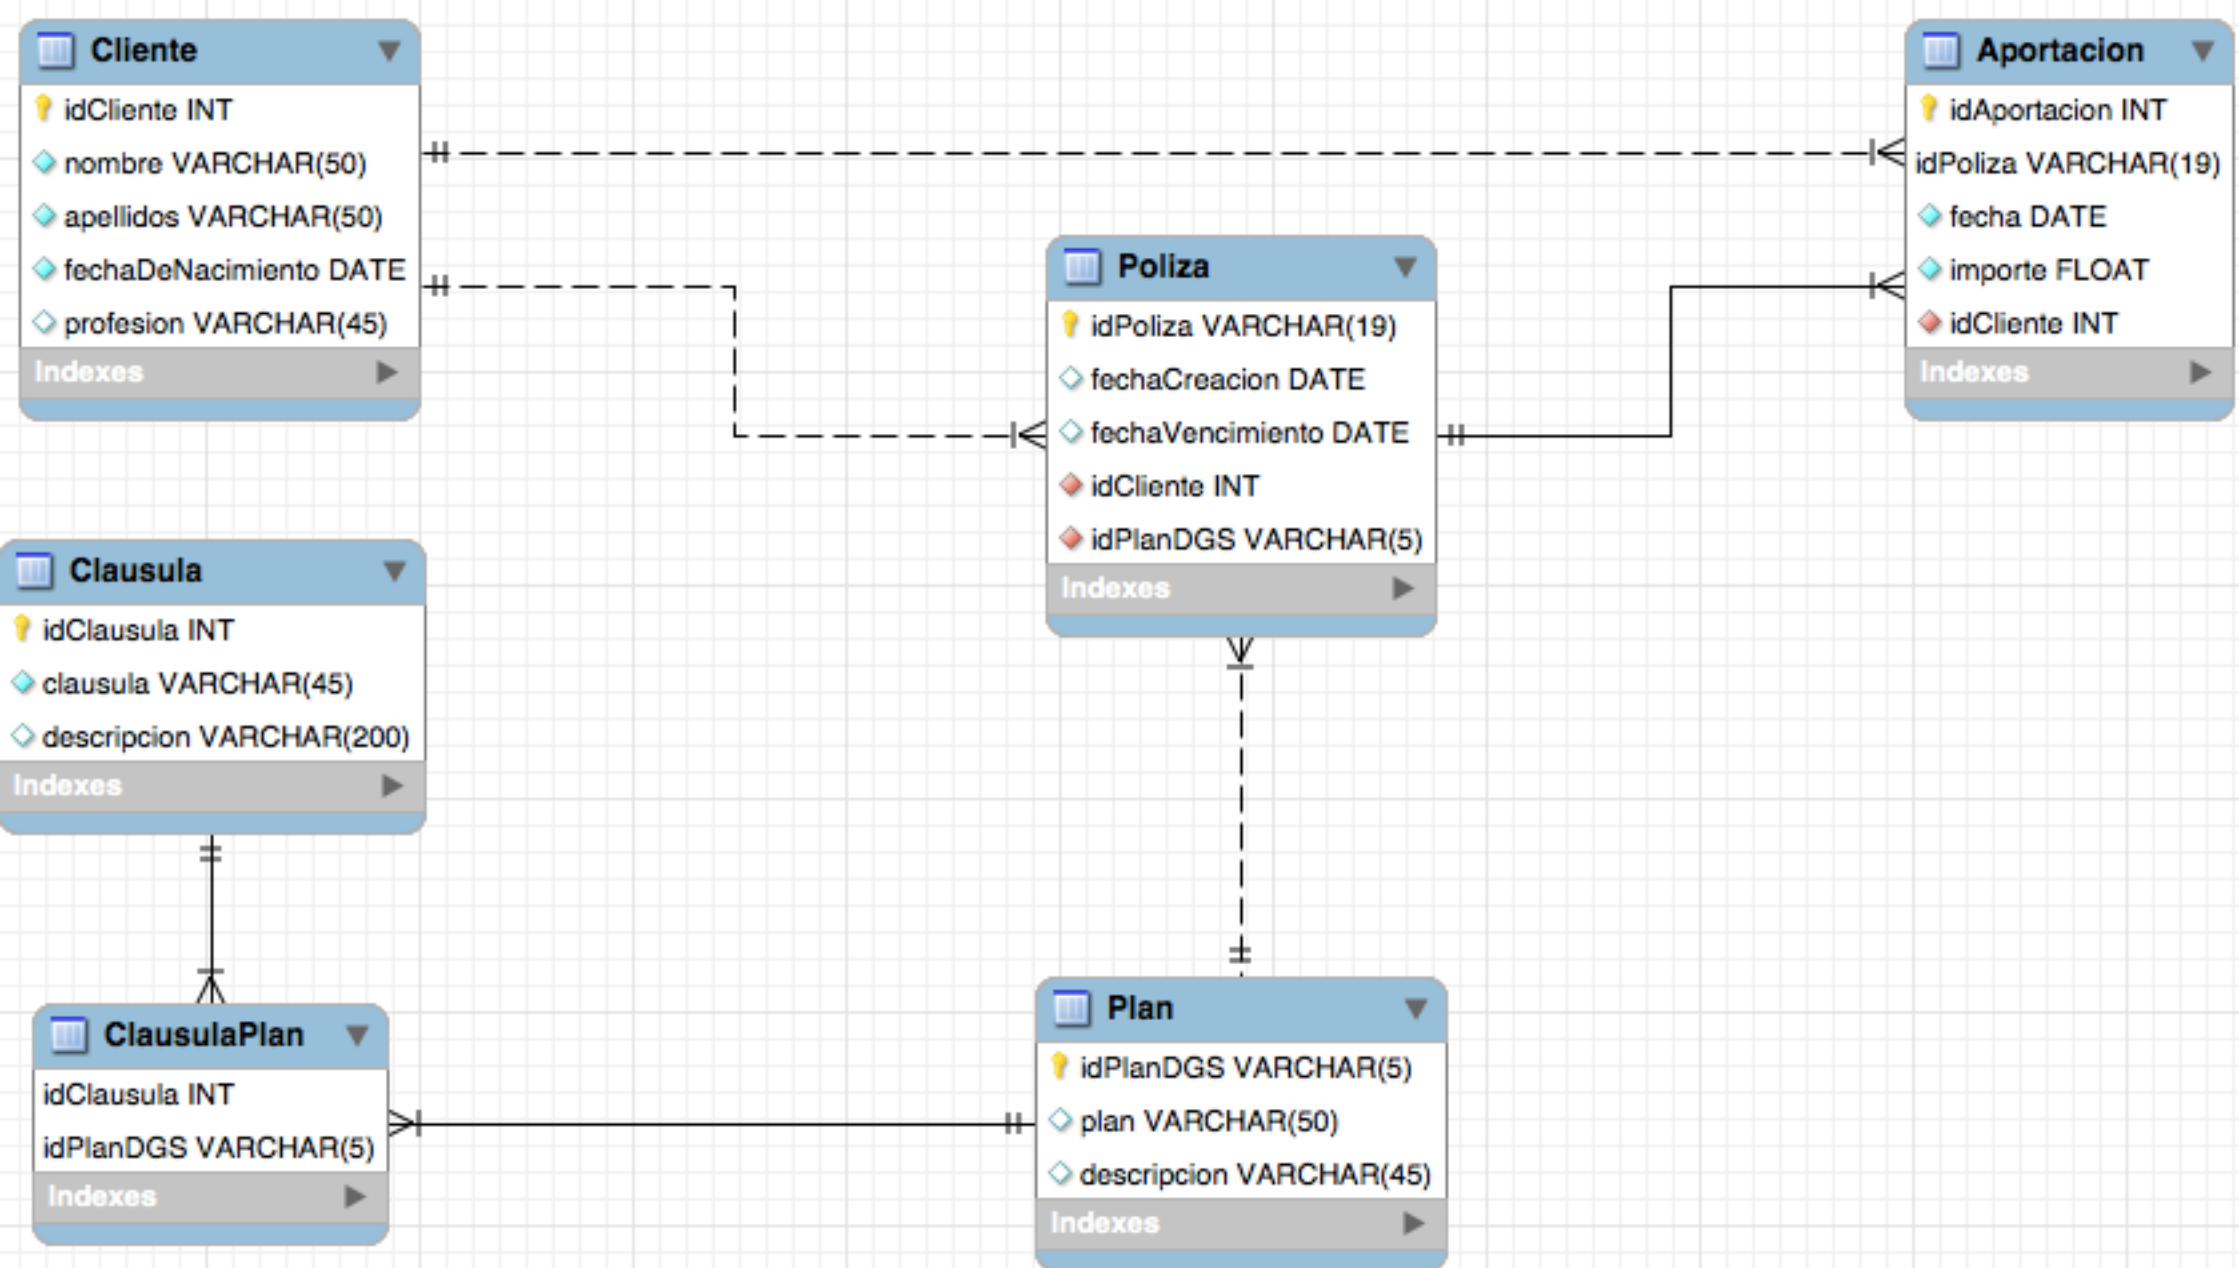 Cliente
idCliente INT
nombre VARCHAR(50)
apellidos VARCHAR(50)
fechaDeNacimiento DATE
profesion VARCHAR(45)
Indexes
Aportacion
idAportacion INT
idPoliza VARCHAR(19)
fecha DATE
importe FLOAT
idCliente INT
Indexes
Poliza
idPoliza VARCHAR(19)
fechaCreacion DATE
fechaVencimiento DATE
idCliente INT
idPlanDGS VARCHAR(5)
Indexes
Clausula
idClausula INT
clausula VARCHAR(45)
descripcion VARCHAR(200)
Indexes
ClausulaPlan
idClausula INT
idPlanDGS VARCHAR(5)
Indexes
Plan
idPlanDGS VARCHAR(5)
plan VARCHAR(50)
descripcion VARCHAR(45)
Indexes